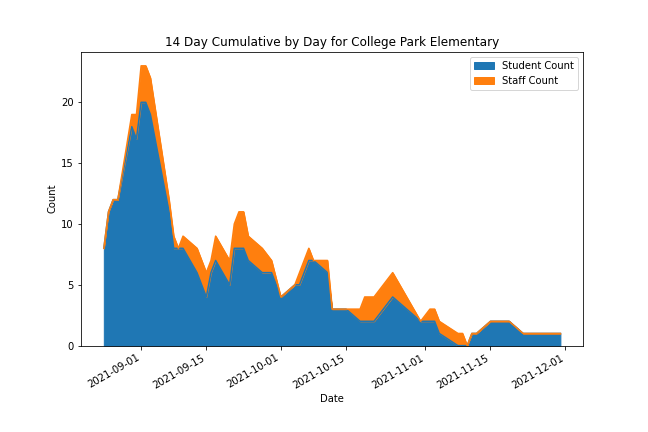 14 Day Cumulative by Day for College Park Elementary
Student Count
Staff Count
20
15
10
5
0
Count
2021-09-01
2021-09-15
2021-10-01
2021-10-15
2021-11-01
2021-11-15
2021-12-01
Date